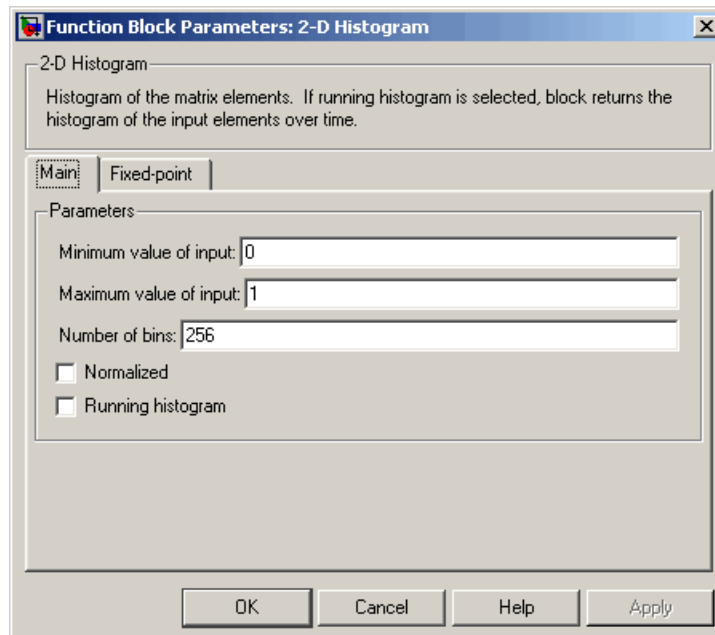 Function Block Parameters: 2-D Histogram
2-D Histogram
Histogram of the matrix elements. If running histogram is selected, block returns the
histogram of the input elements over time.
Main Fixed-point
Parameters
Minimum value of input: 0
Maximum value of input: 1
Number of bins: 256
Normalized
Running histogram
OK Cancel Help Apply